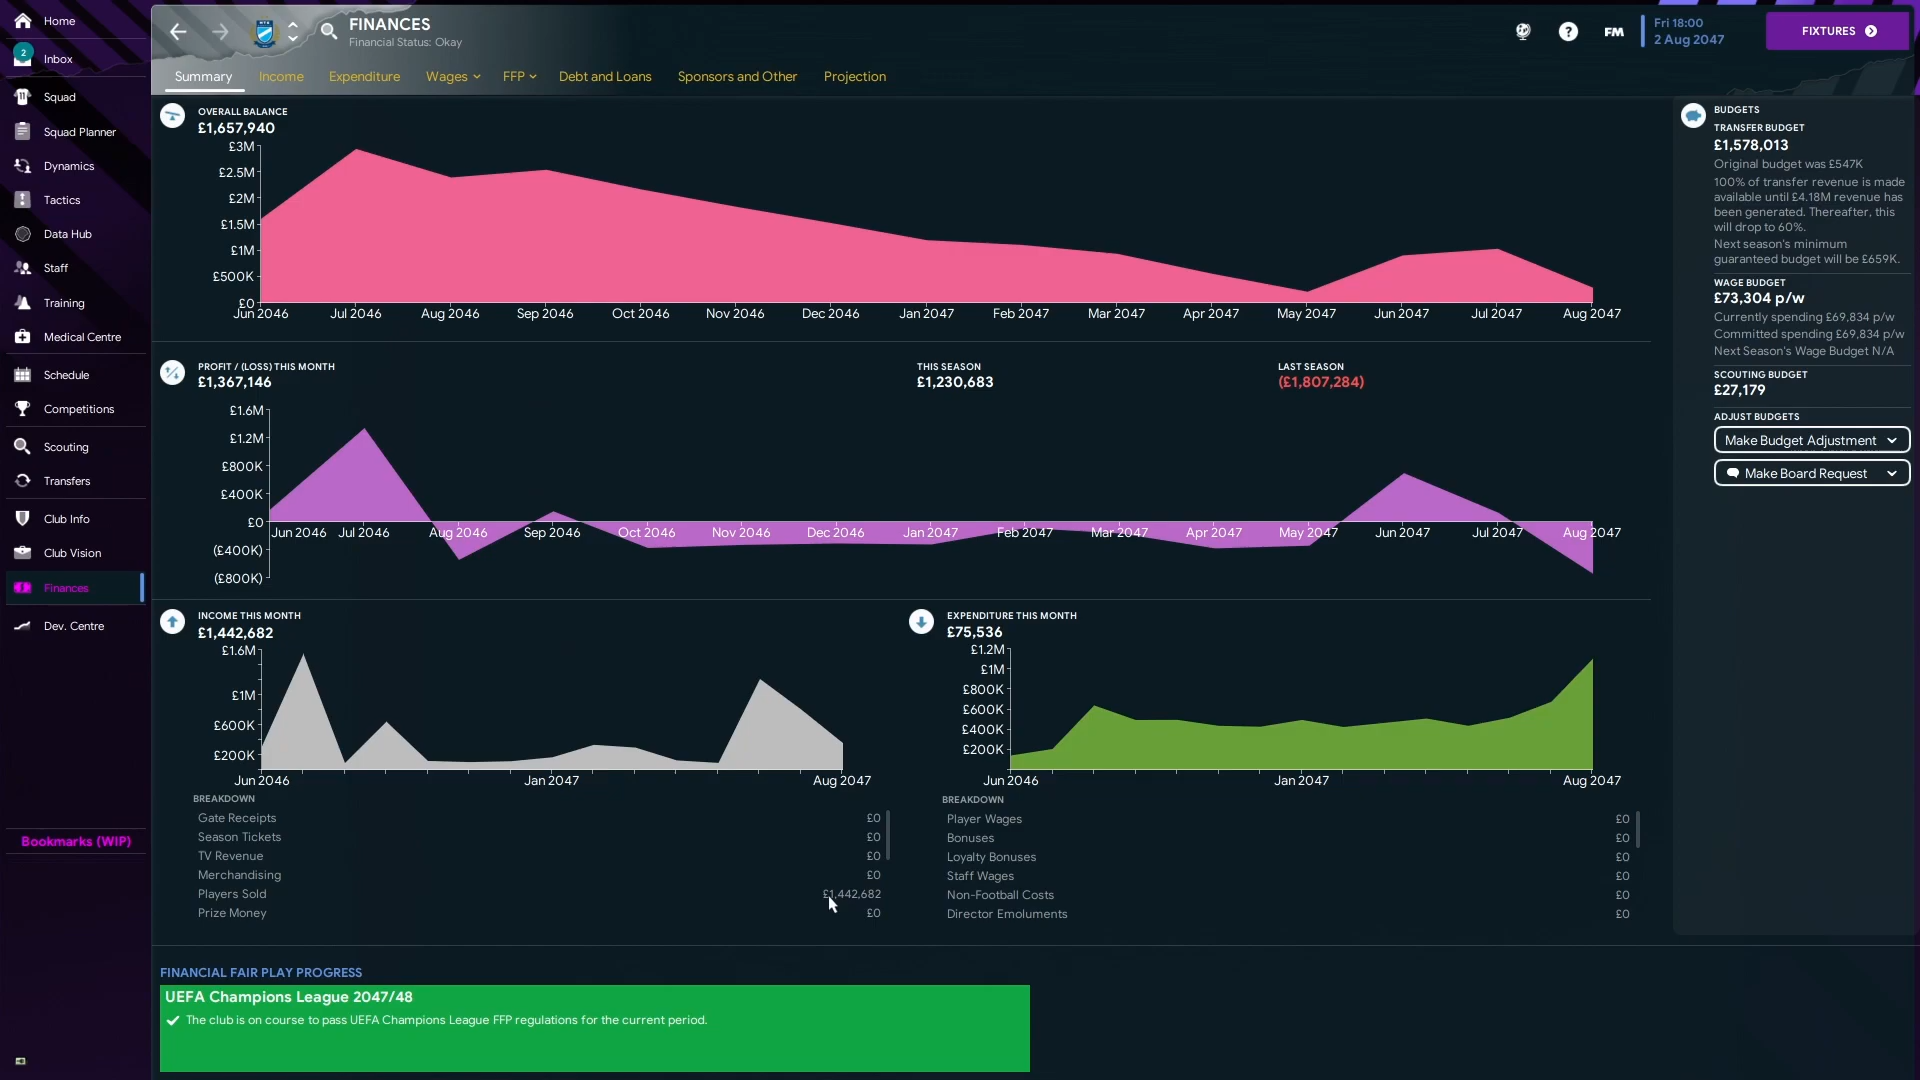 Home
2
Inbox
Squad
Squad Planner
Dynamics
Tactics
Data Hub
Staff
Training
Medical Centre
Schedule
Competitions
Scouting
Transfers
Club Info
Club Vision
Finances
Dev. Centre
Bookmarks (WIP)
FINANCES
Financial Status: Okay
FM
Fri 18:00
2 Aug 2047
FIXTURES
Summary
Income
Expenditure
Wages
FFP
Debt and Loans
Sponsors and Other
Projection
OVERALL BALANCE
£1,657,940
£3M
£2.5M
£2M
£1.5M
£1M
£500K
£0
Jun 2046 Jul 2046 Aug 2046 Sep 2046 Oct 2046 Nov 2046 Dec 2046 Jan 2047 Feb 2047 Mar 2047 Apr 2047 May 2047 Jun 2047 Jul 2047 Aug 2047
PROFIT / (LOSS) THIS MONTH
£1,367,146
THIS SEASON
£1,230,683
LAST SEASON
(£1,807,284)
£1.6M
£1.2M
£800K
£400K
£0
(£400K)
(£800K)
Jun 2046 Jul 2046 Aug 2046 Sep 2046 Oct 2046 Nov 2046 Dec 2046 Jan 2047 Feb 2047 Mar 2047 Apr 2047 May 2047 Jun 2047 Jul 2047 Aug 2047
INCOME THIS MONTH
£1,442,682
£1.6M
£1M
£600K
£200K
Jun 2046 Jan 2047 Aug 2047
BREAKDOWN
Gate Receipts £0
Season Tickets £0
TV Revenue £0
Merchandising £0
Players Sold £1,442,682
Prize Money £0
EXPENDITURE THIS MONTH
£75,536
£1.2M
£1M
£800K
£600K
£400K
£200K
Jun 2046 Jan 2047 Aug 2047
BREAKDOWN
Player Wages £0
Bonuses £0
Loyalty Bonuses £0
Staff Wages £0
Non-Football Costs £0
Director Emoluments £0
FINANCIAL FAIR PLAY PROGRESS
UEFA Champions League 2047/48
The club is on course to pass UEFA Champions League FFP regulations for the current period.
BUDGETS
TRANSFER BUDGET
£1,578,013
Original budget was £547K
100% of transfer revenue is made
available until £4.18M revenue has
been generated. Thereafter, this
will drop to 60%.
Next season's minimum
guaranteed budget will be £659K.
WAGE BUDGET
£73,304 p/w
Currently spending £69,834 p/w
Committed spending £69,834 p/w
Next Season's Wage Budget N/A
SCOUTING BUDGET
£27,179
ADJUST BUDGETS
Make Budget Adjustment
Make Board Request